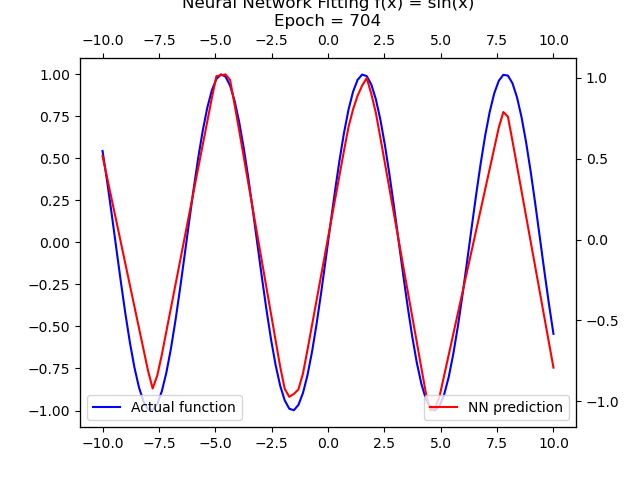 Neural Network Fitting f(x) = sin(x)
Epoch = 704
−10.0 −7.5 −5.0 −2.5 0.0 2.5 5.0 7.5 10.0
1.00
0.75
0.50
0.25
0.00
−0.25
−0.50
−0.75
−1.00
1.0
0.5
0.0
−0.5
−1.0
Actual function
NN prediction
−10.0 −7.5 −5.0 −2.5 0.0 2.5 5.0 7.5 10.0